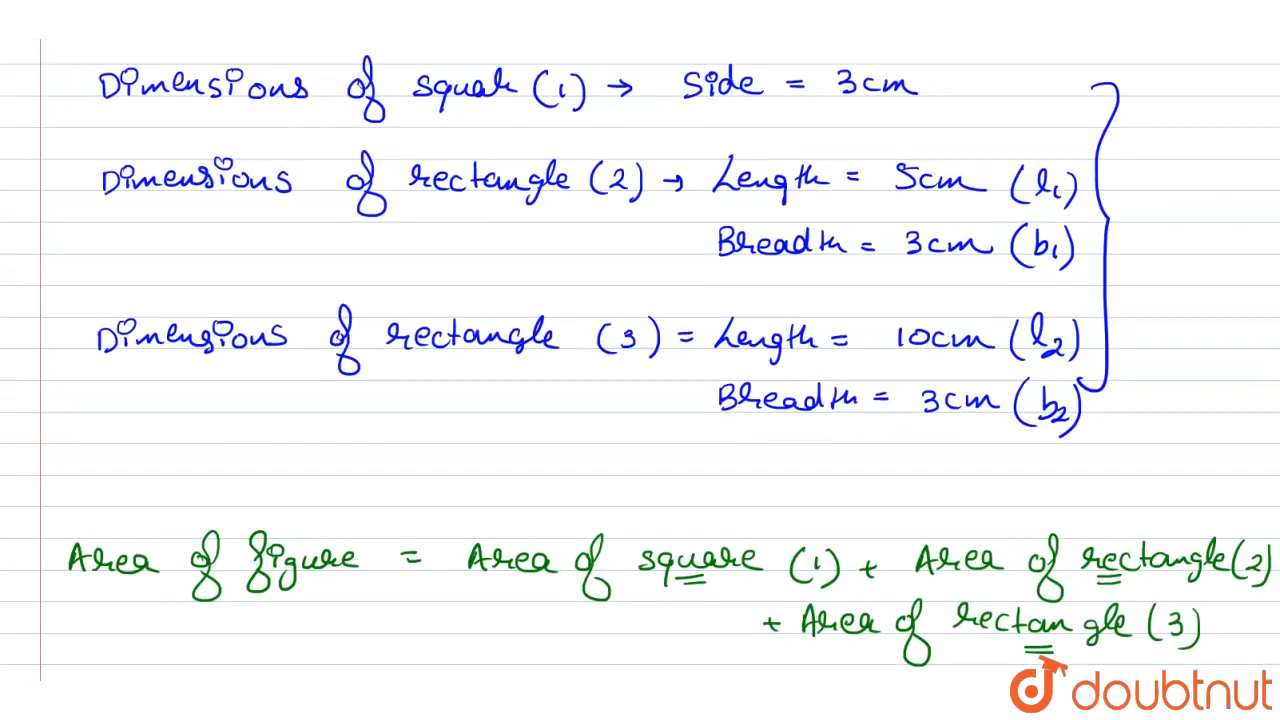 Dimensions of squar (1) → Side = 3cm
Dimensions of rectangle (2) → Length = 5cm (l1)
Breadth = 3cm (b1)
Dimensions of rectangle (3) = Length = 10cm (l2)
Breadth = 3cm (b2)
Area of figure = Area of square (1) + Area of rectangle (2)
+ Area of rectangle (3)
doubtnut